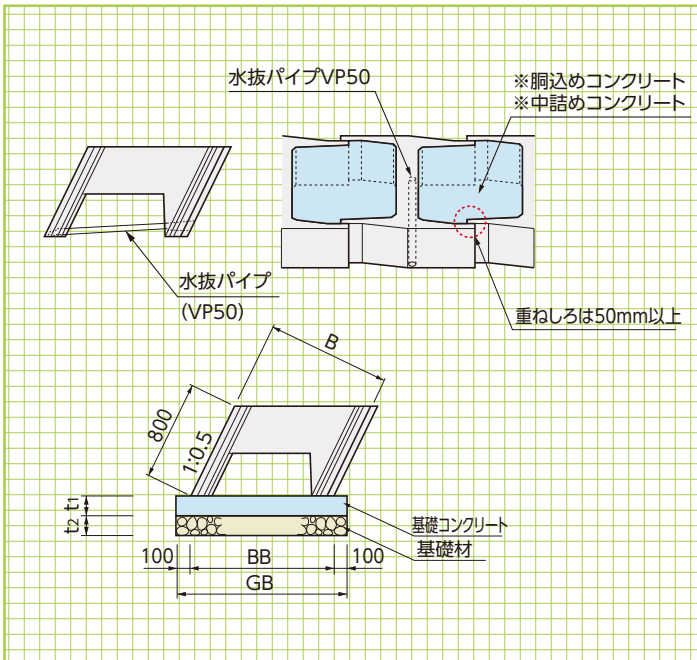 水抜パイプVP50
※胴込めコンクリート
※中詰めコンクリート
水抜パイプ
(VP50)
重ねしろは50mm以上
B
800
1:0.5
t1
t2
基礎コンクリート
基礎材
100
BB
100
GB